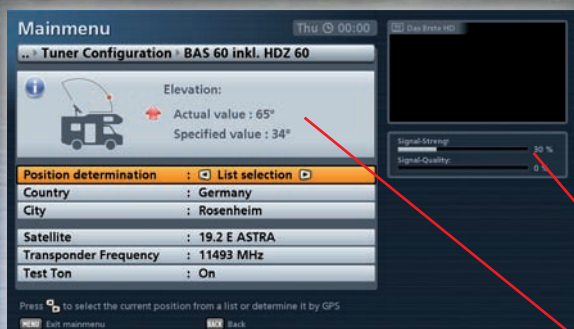 Mainmenu
Thu 00:00
Das Erste HD
.. Tuner Configuration BAS 60 inkl. HDZ 60
Elevation:
Actual value : 65°
Specified value : 34°
Signal-Streng:
30 %
Signal-Quality:
0 %
Position determination : List selection
Country : Germany
City : Rosenheim
Satellite : 19.2 E ASTRA
Transponder Frequency : 11493 MHz
Test Ton : On
Press to select the current position from a list or determine it by GPS
MENU Exit mainmenu
BACK Back